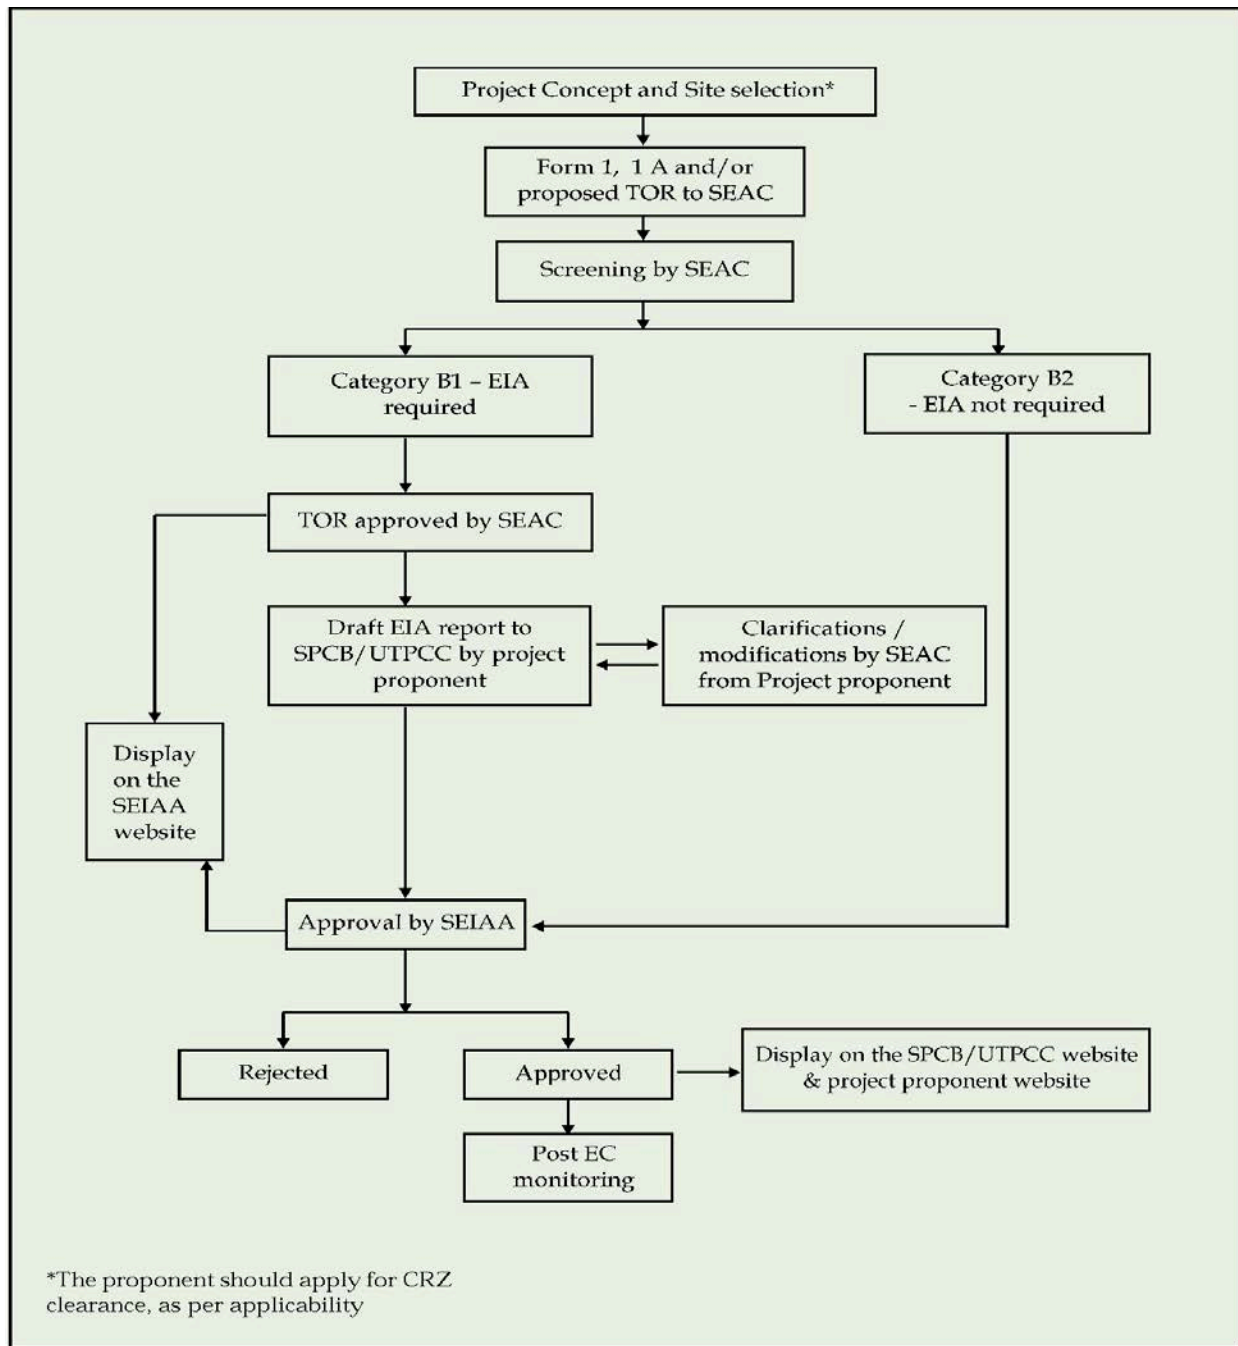 Project Concept and Site selection*
Form 1, 1 A and/or
proposed TOR to SEAC
Screening by SEAC
Category B1 – EIA
required
Category B2
- EIA not required
TOR approved by SEAC
Draft EIA report to
SPCB/UTPCC by project
proponent
Clarifications /
modifications by SEAC
from Project proponent
Display
on the
SEIAA
website
Approval by SEIAA
Rejected
Approved
Display on the SPCB/UTPCC website
& project proponent website
Post EC
monitoring
*The proponent should apply for CRZ
clearance, as per applicability